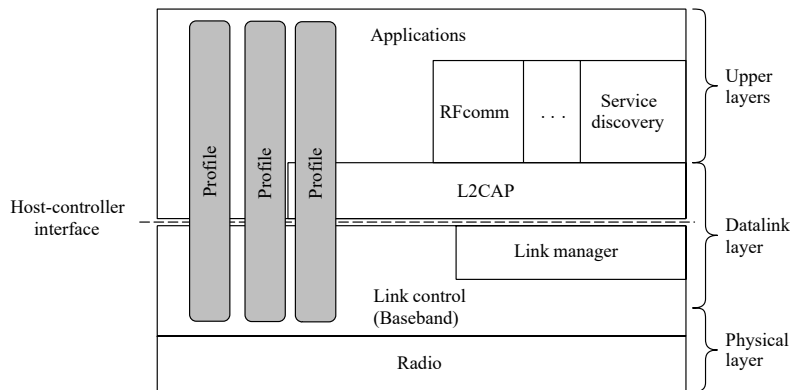 Applications
Upper
layers
RFcomm
. . .
Service
discovery
Profile
Profile
Profile
L2CAP
Host-controller
interface
Datalink
layer
Link manager
Link control
(Baseband)
Physical
layer
Radio